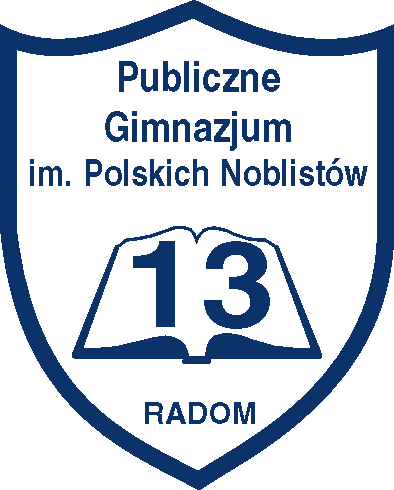 Publiczne
Gimnazjum
im. Polskich Noblistów
13
RADOM